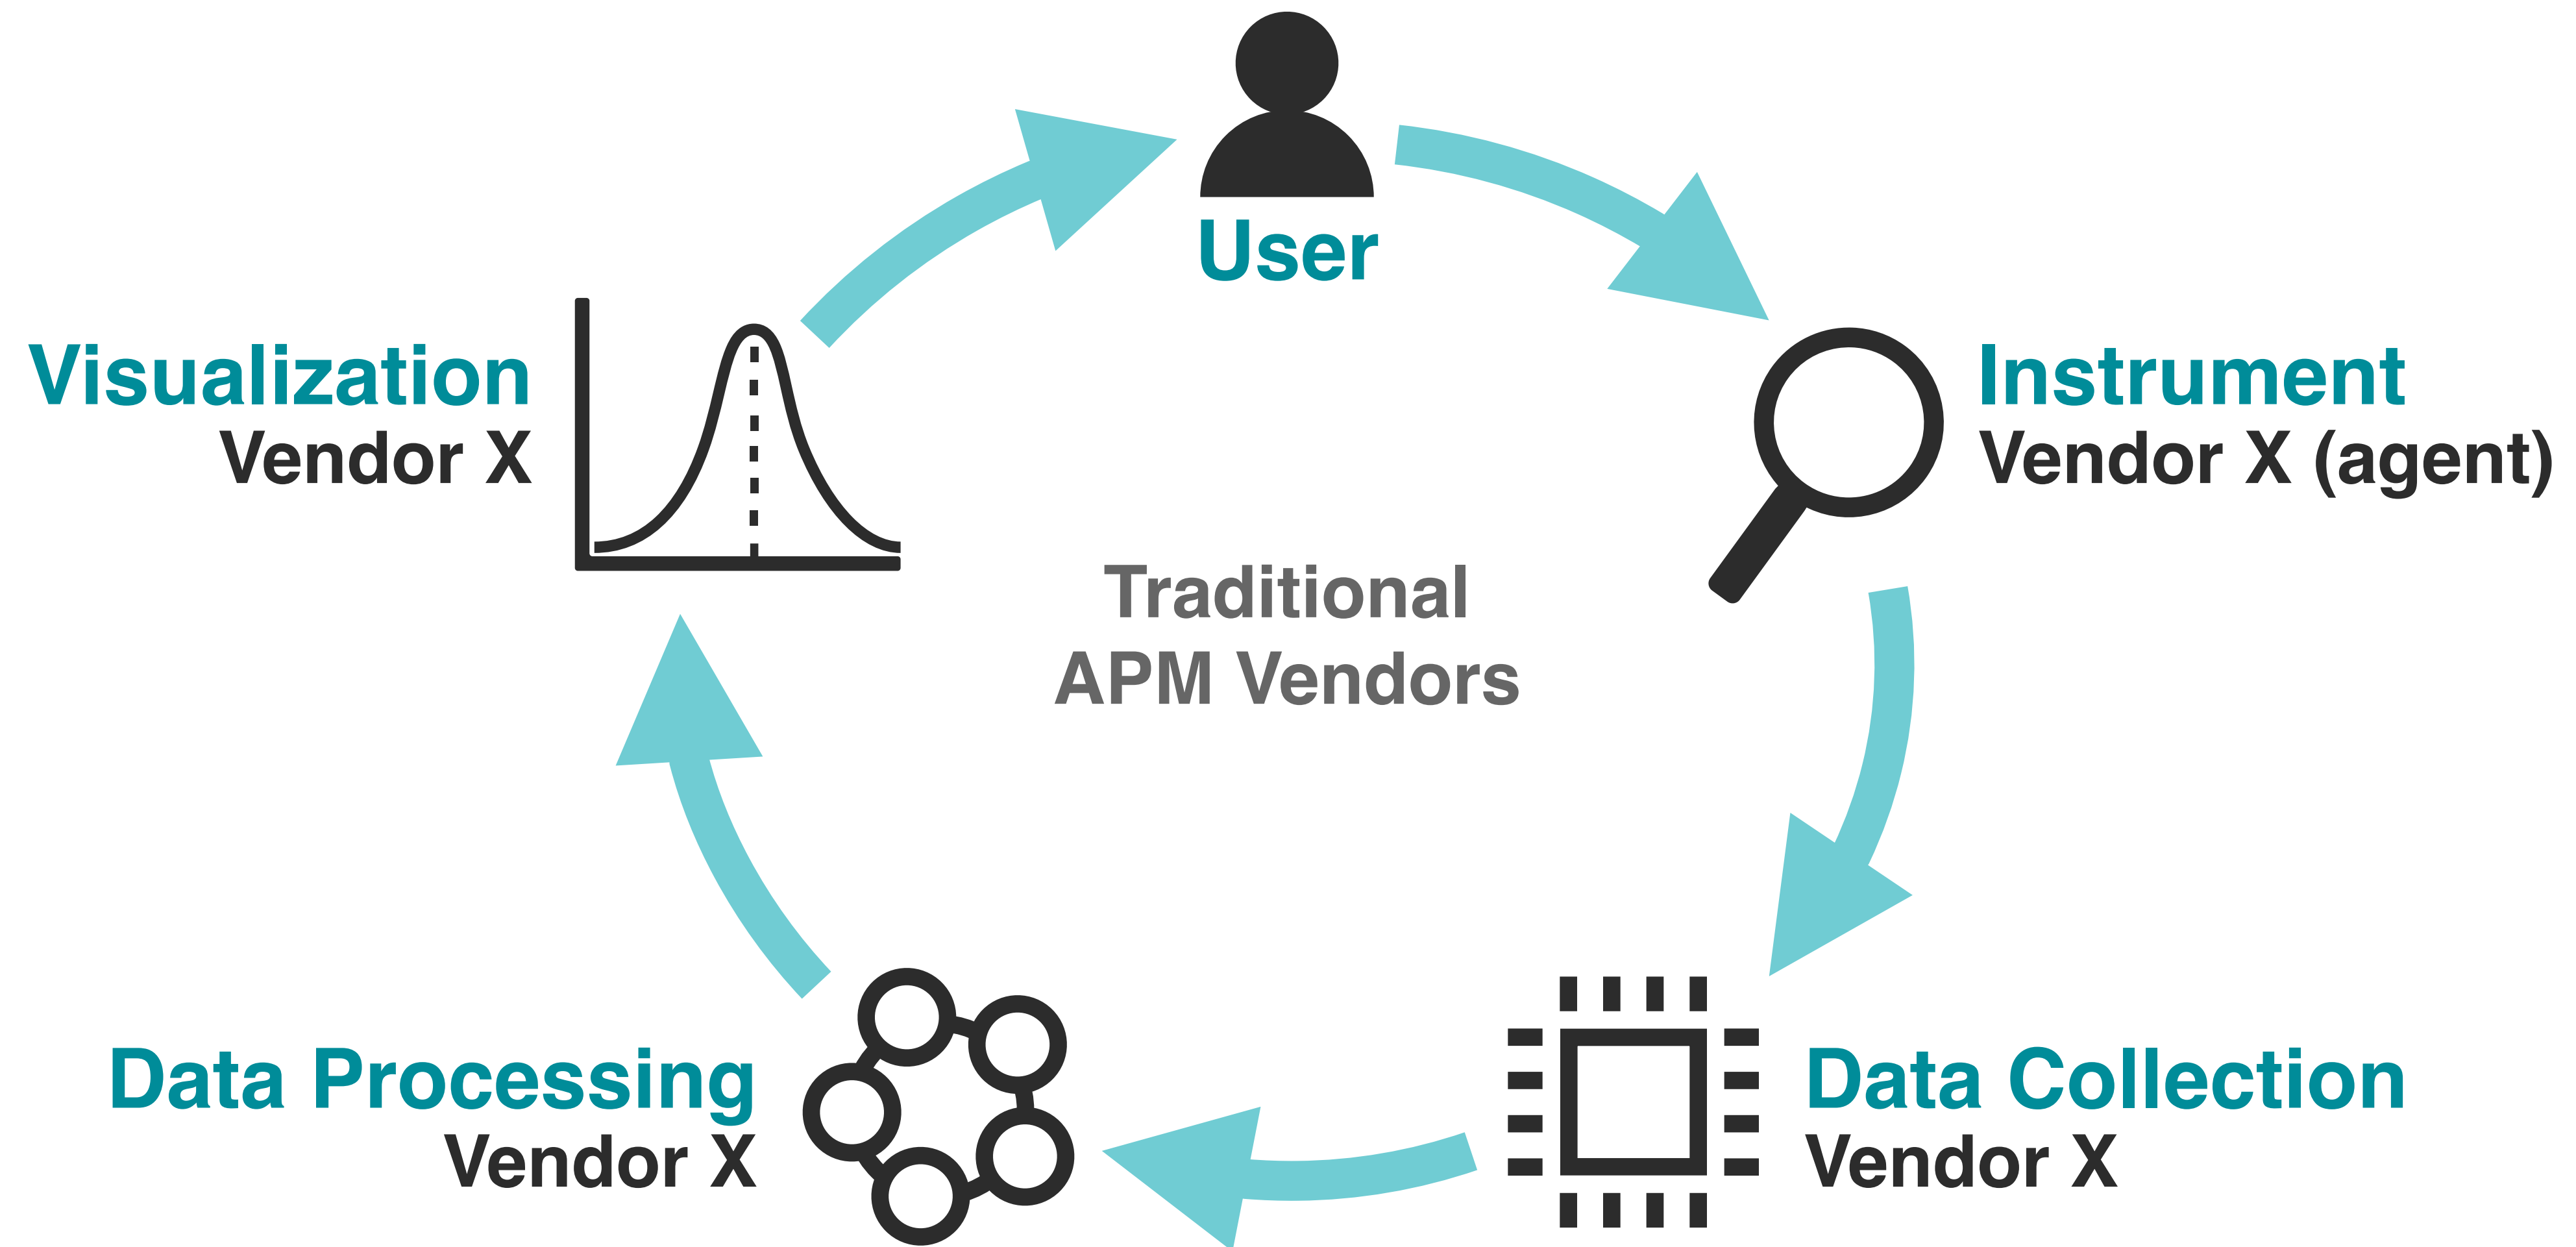 User
Visualization
Vendor X
Instrument
Vendor X (agent)
Traditional
APM Vendors
Data Processing
Vendor X
Data Collection
Vendor X